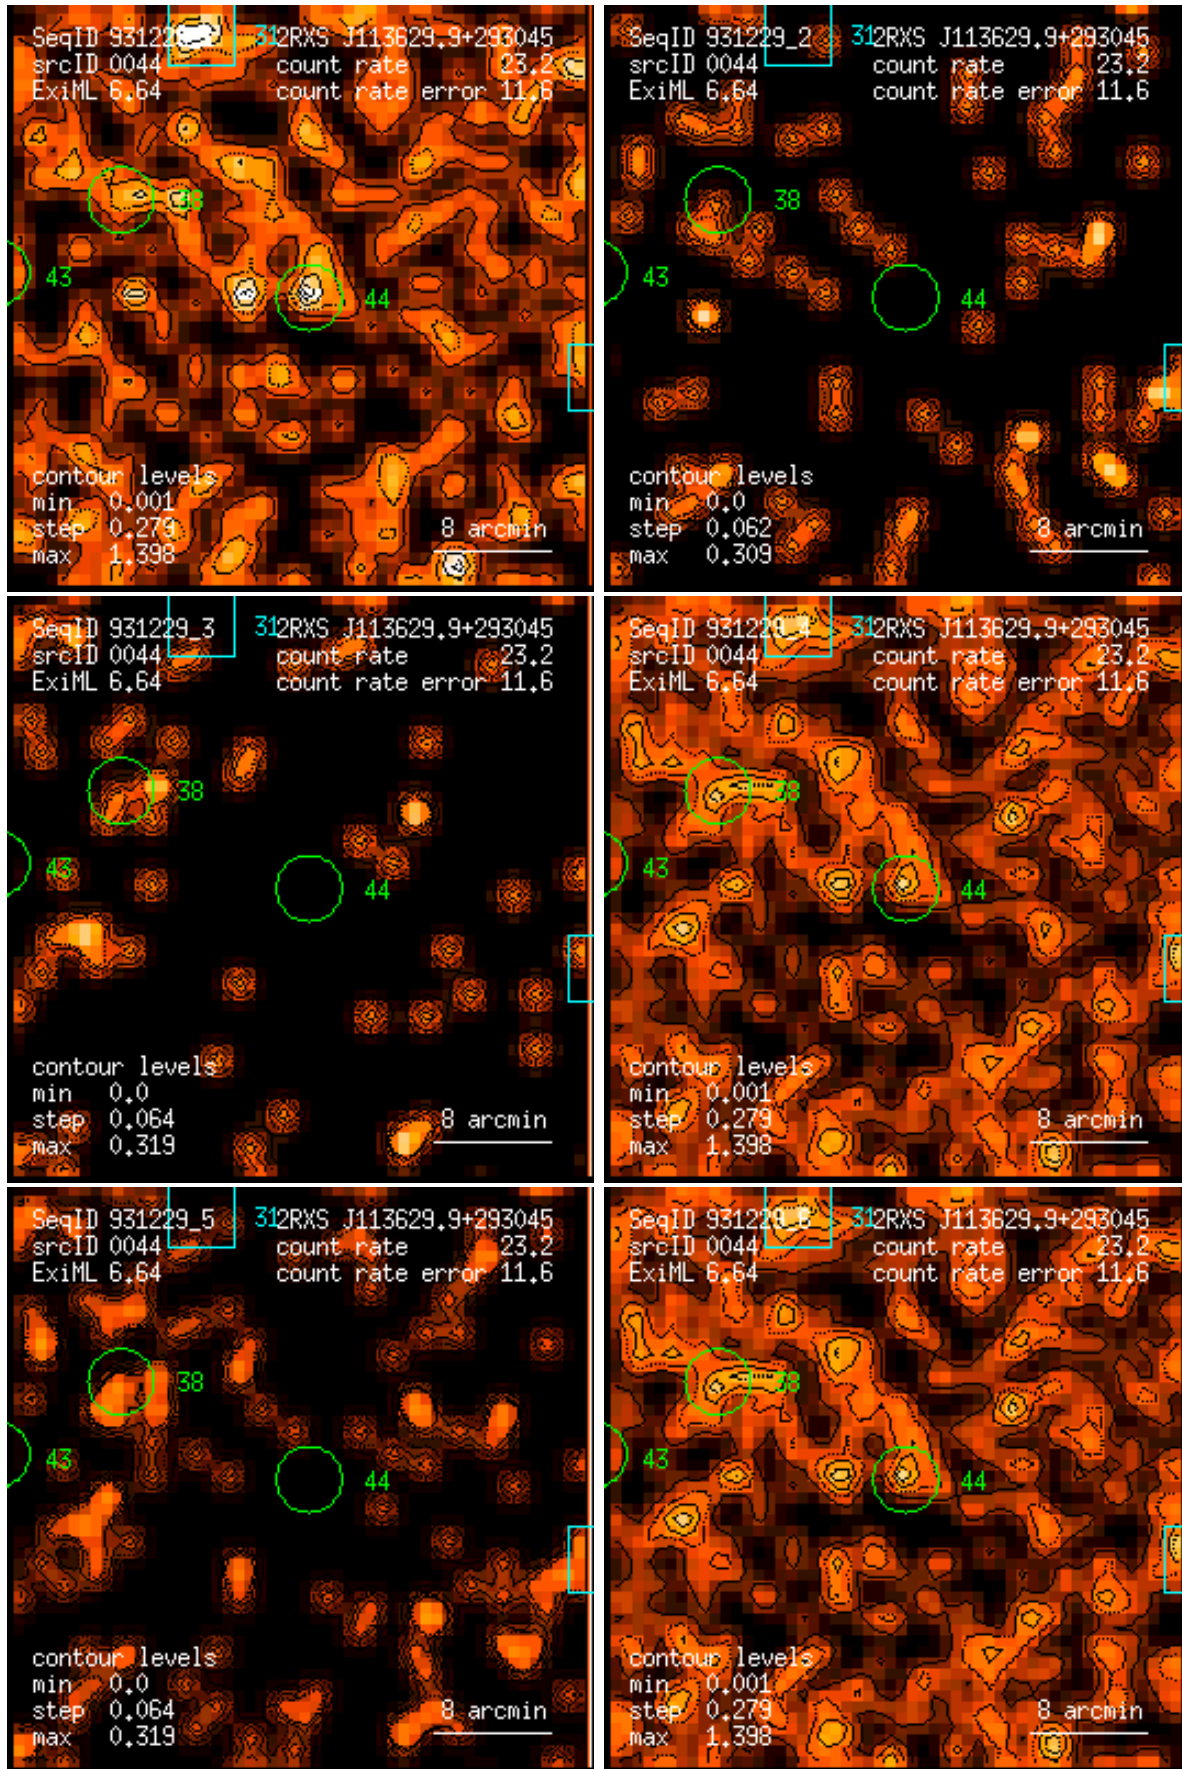 SeqID 931229 31 2RXS J113629.9+293045
srcID 0044 count rate 23.2
ExiML 6.64 count rate error 11.6
38
43
44
contour levels
min 0.001
step 0.279
max 1.398
8 arcmin
SeqID 931229_2 31 2RXS J113629.9+293045
srcID 0044 count rate 23.2
ExiML 6.64 count rate error 11.6
38
43
44
contour levels
min 0.0
step 0.062
max 0.309
8 arcmin
SeqID 931229_3 31 2RXS J113629.9+293045
srcID 0044 count rate 23.2
ExiML 6.64 count rate error 11.6
38
43
44
contour levels
min 0.0
step 0.064
max 0.319
8 arcmin
SeqID 931229_4 31 2RXS J113629.9+293045
srcID 0044 count rate 23.2
ExiML 6.64 count rate error 11.6
38
43
44
contour levels
min 0.001
step 0.279
max 1.398
8 arcmin
SeqID 931229_5 31 2RXS J113629.9+293045
srcID 0044 count rate 23.2
ExiML 6.64 count rate error 11.6
38
43
44
contour levels
min 0.0
step 0.064
max 0.319
8 arcmin
SeqID 931229_6 31 2RXS J113629.9+293045
srcID 0044 count rate 23.2
ExiML 6.64 count rate error 11.6
38
43
44
contour levels
min 0.001
step 0.279
max 1.398
8 arcmin